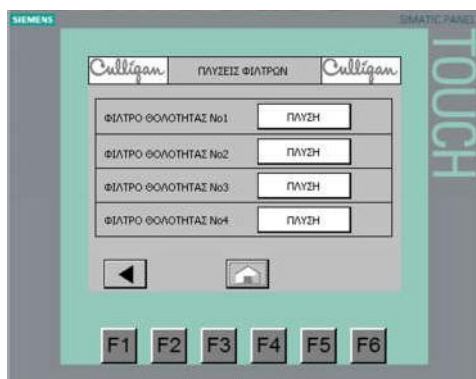 SIEMENS
SIMATIC PANEL
TOUCH
Culligan ΠΛΥΣΕΙΣ ΦΙΛΤΡΩΝ Culligan
ΦΙΛΤΡΟ ΘΟΛΟΤΗΤΑΣ No1 ΠΛΥΣΗ
ΦΙΛΤΡΟ ΘΟΛΟΤΗΤΑΣ No2 ΠΛΥΣΗ
ΦΙΛΤΡΟ ΘΟΛΟΤΗΤΑΣ No3 ΠΛΥΣΗ
ΦΙΛΤΡΟ ΘΟΛΟΤΗΤΑΣ No4 ΠΛΥΣΗ
F1 F2 F3 F4 F5 F6